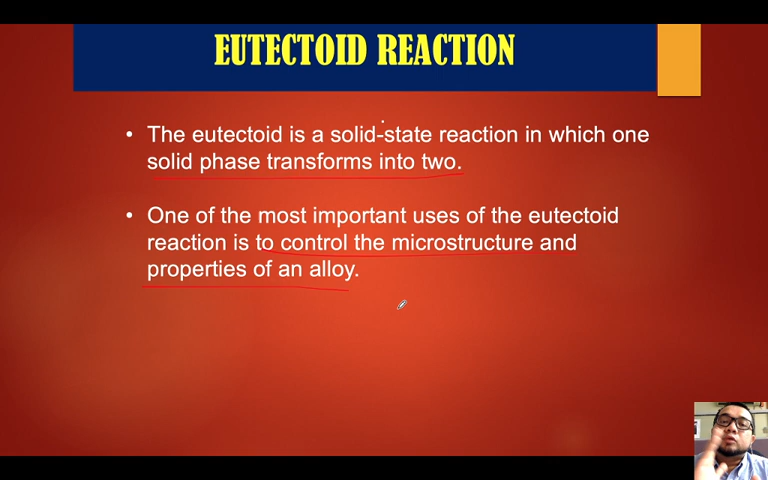 EUTECTOID REACTION
• The eutectoid is a solid-state reaction in which one
solid phase transforms into two.
• One of the most important uses of the eutectoid
reaction is to control the microstructure and
properties of an alloy.